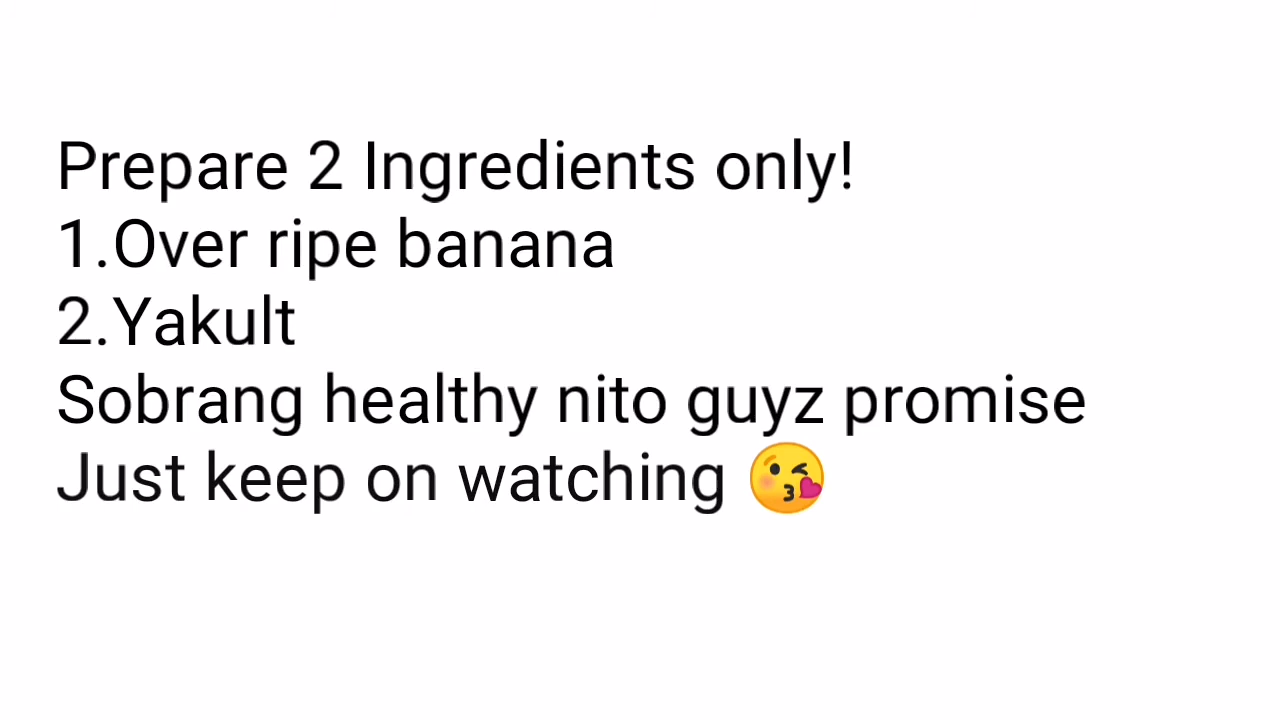 Prepare 2 Ingredients only!
1.Over ripe banana
2.Yakult
Sobrang healthy nito guyz promise
Just keep on watching 😘